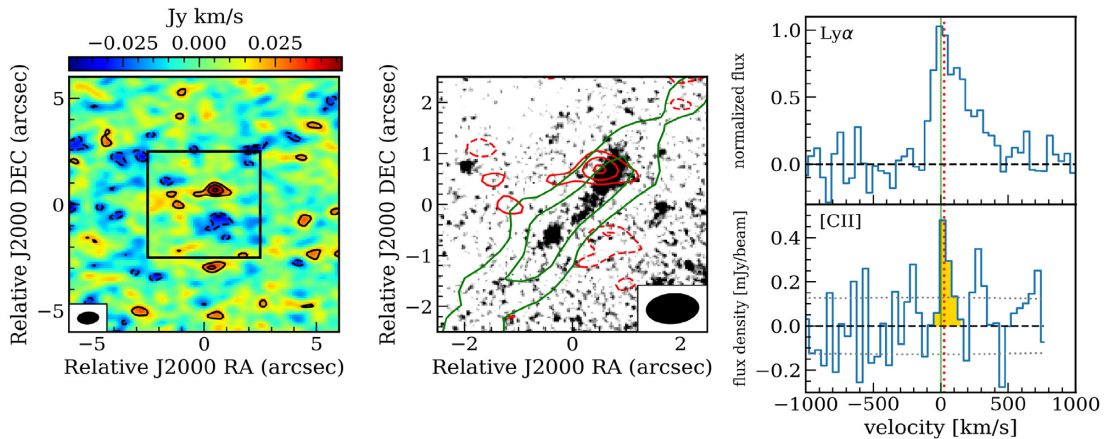 Jy km/s
−0.025 0.000 0.025
Relative J2000 DEC (arcsec)
5
0
−5
−5 0 5
Relative J2000 RA (arcsec)
Relative J2000 DEC (arcsec)
2
1
0
−1
−2
−2 0 2
Relative J2000 RA (arcsec)
normalized flux
1.0
0.5
0.0
Lyα
flux density [mJy/beam]
0.4
0.2
0.0
−0.2
[CII]
−1000 −500 0 500 1000
velocity [km/s]